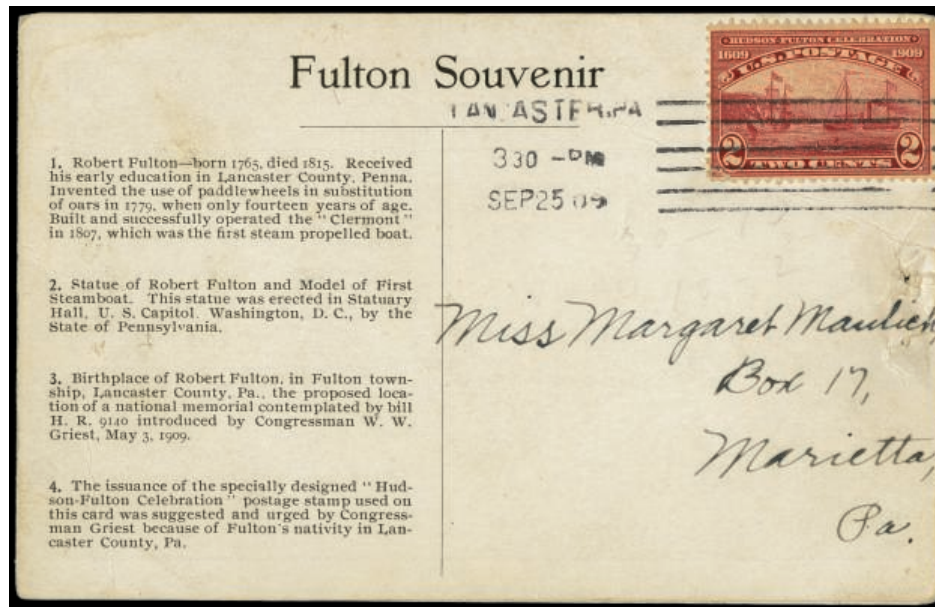 Fulton Souvenir
HUDSON-FULTON CELEBRATION
1609 1909
U.S. POSTAGE
2 2
TWO CENTS
LANCASTER, PA
330 - PM
SEP 25 09
1. Robert Fulton—born 1765, died 1815. Received
his early education in Lancaster County, Penna.
Invented the use of paddlewheels in substitution
of oars in 1779, when only fourteen years of age.
Built and successfully operated the "Clermont"
in 1807, which was the first steam propelled boat.
2. Statue of Robert Fulton and Model of First
Steamboat. This statue was erected in Statuary
Hall, U. S. Capitol. Washington, D. C., by the
State of Pennsylvania.
3. Birthplace of Robert Fulton, in Fulton town-
ship, Lancaster County, Pa., the proposed loca-
tion of a national memorial contemplated by bill
H. R. 9140 introduced by Congressman W. W.
Griest, May 3, 1909.
4. The issuance of the specially designed "Hud-
son-Fulton Celebration" postage stamp used on
this card was suggested and urged by Congress-
man Griest because of Fulton's nativity in Lan-
caster County, Pa.
Miss Margaret Maulick,
Box 17,
Marietta,
Pa.